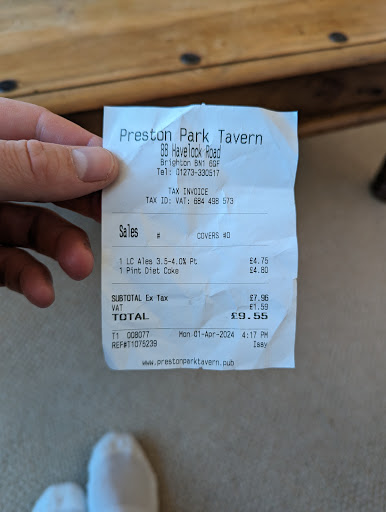 Preston Park Tavern
88 Havelock Road
Brighton BN1 6GF
Tel: 01273-330517
TAX INVOICE
TAX ID: VAT: 684 498 573
Sales # COVERS #0
1 LC Ales 3.5-4.0% Pt £4.75
1 Pint Diet Coke £4.80
SUBTOTAL Ex Tax £7.96
VAT £1.59
TOTAL £9.55
T1 008077 Mon 01-Apr-2024 4:17 PM
REF#T1075239 Issy
www.prestonparktavern.pub